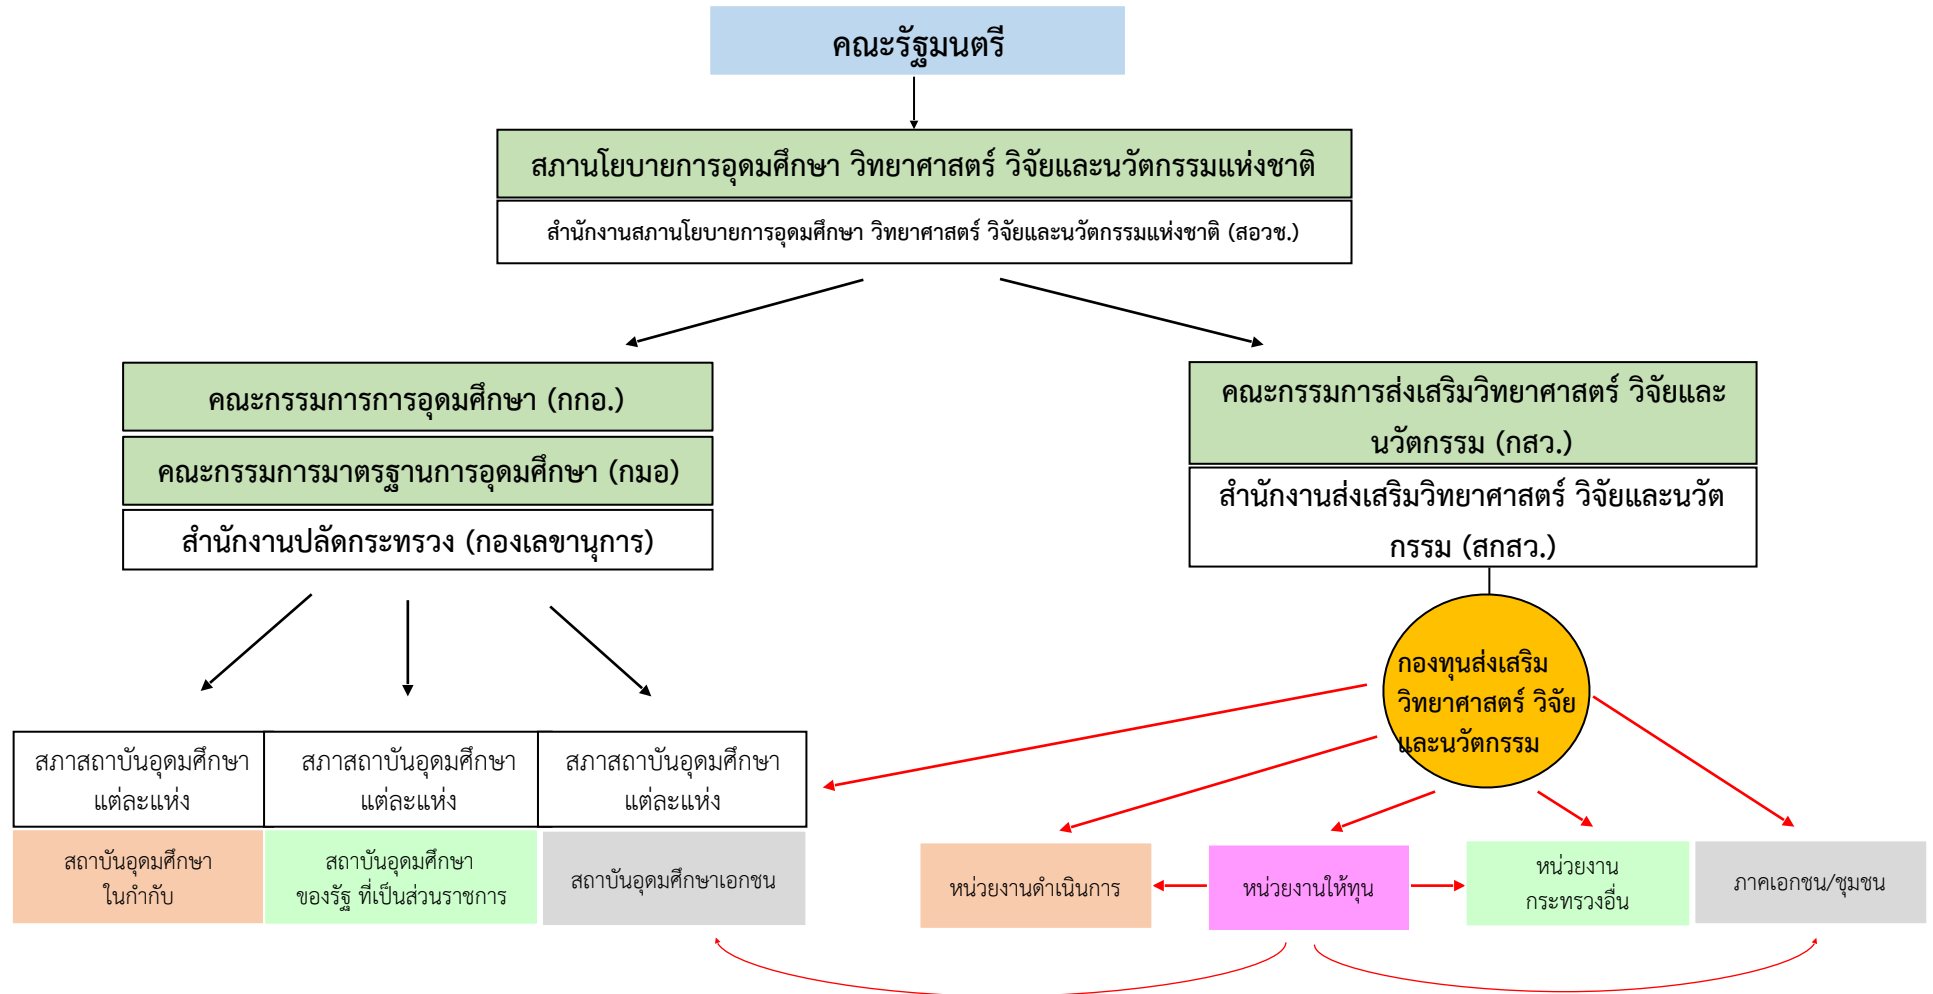 คณะรัฐมนตรี
สภานโยบายการอุดมศึกษา วิทยาศาสตร์ วิจัยและนวัตกรรมแห่งชาติ
สำนักงานสภานโยบายการอุดมศึกษา วิทยาศาสตร์ วิจัยและนวัตกรรมแห่งชาติ (สอวช.)
คณะกรรมการการอุดมศึกษา (กกอ.)
คณะกรรมการมาตรฐานการอุดมศึกษา (กมอ)
สำนักงานปลัดกระทรวง (กองเลขานุการ)
คณะกรรมการส่งเสริมวิทยาศาสตร์ วิจัยและ
นวัตกรรม (กสว.)
สำนักงานส่งเสริมวิทยาศาสตร์ วิจัยและนวัต
กรรม (สกสว.)
กองทุนส่งเสริม
วิทยาศาสตร์ วิจัย
และนวัตกรรม
สภาสถาบันอุดมศึกษา
แต่ละแห่ง
สภาสถาบันอุดมศึกษา
แต่ละแห่ง
สภาสถาบันอุดมศึกษา
แต่ละแห่ง
สถาบันอุดมศึกษา
ในกำกับ
สถาบันอุดมศึกษา
ของรัฐ ที่เป็นส่วนราชการ
สถาบันอุดมศึกษาเอกชน
หน่วยงานดำเนินการ
หน่วยงานให้ทุน
หน่วยงาน
กระทรวงอื่น
ภาคเอกชน/ชุมชน